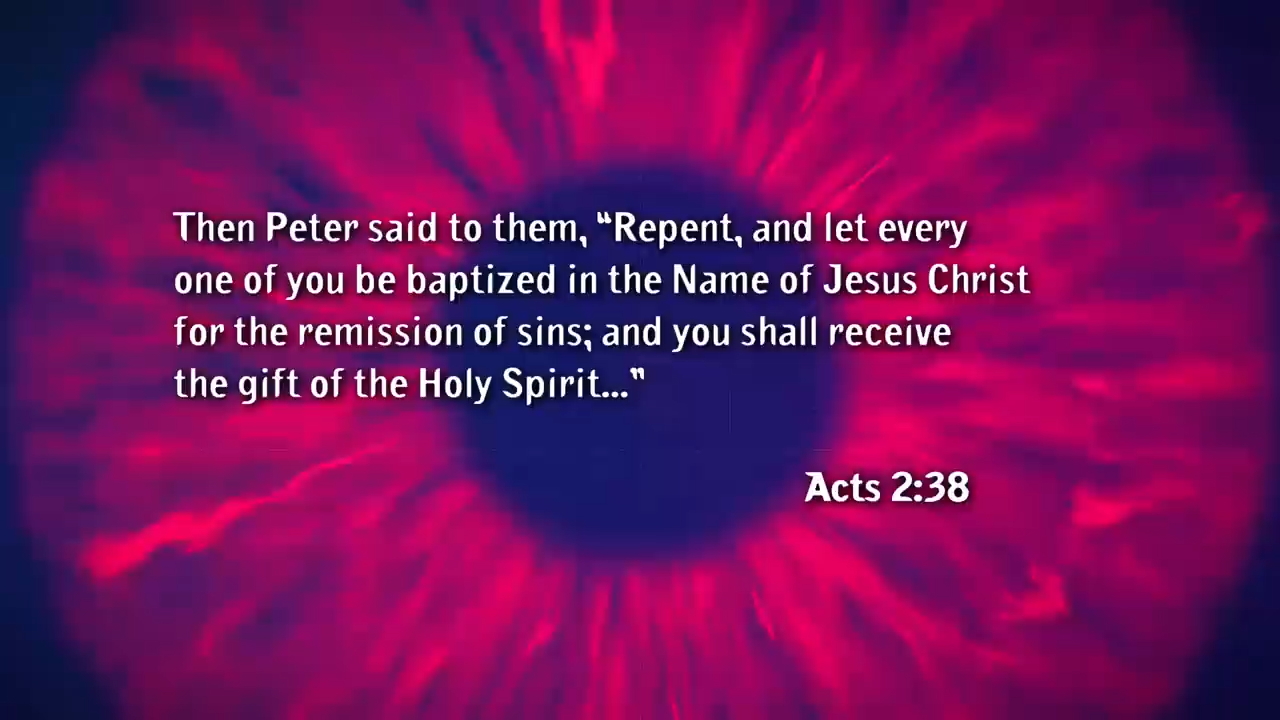 Then Peter said to them, “Repent, and let every
one of you be baptized in the Name of Jesus Christ
for the remission of sins; and you shall receive
the gift of the Holy Spirit...”
Acts 2:38